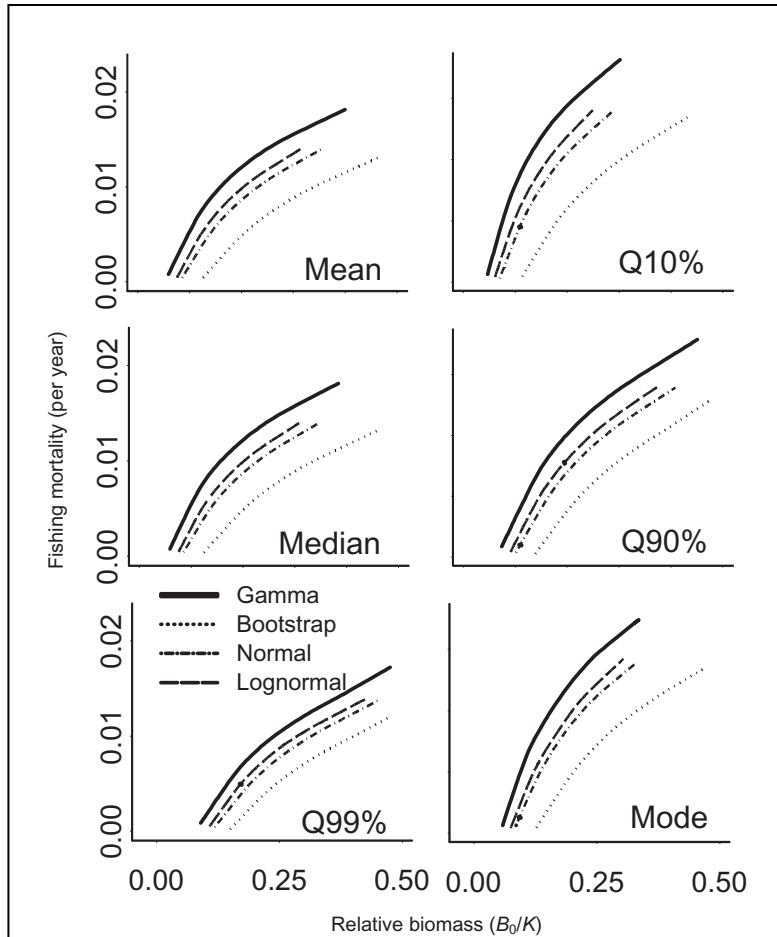 0.02
0.01
0.00
Mean
Q10%
0.02
0.01
0.00
Median
Q90%
Fishing mortality (per year)
Gamma
Bootstrap
Normal
Lognormal
0.02
0.01
0.00
Q99%
Mode
0.00 0.25 0.50 0.00 0.25 0.50
Relative biomass (B₀/K)